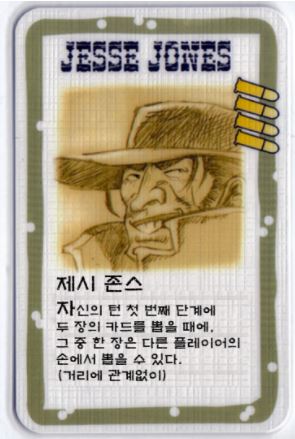 JESSE JONES
제시 존스
자신의 턴 첫 번째 단계에
두 장의 카드를 뽑을 때에,
그 중 한 장은 다른 플레이어의
손에서 뽑을 수 있다.
(거리에 관계없이)